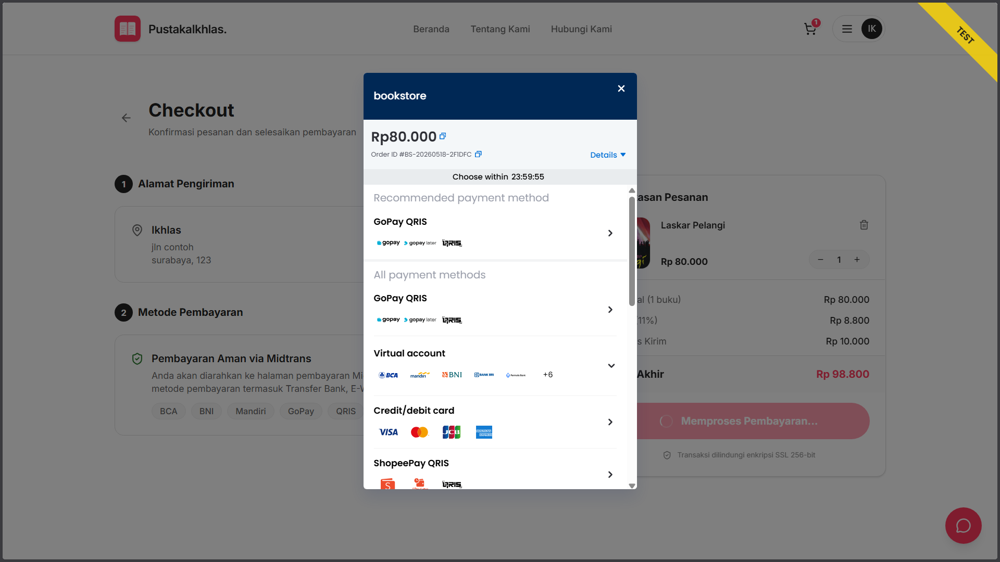 PustakaIkhlas.
Beranda
Tentang Kami
Hubungi Kami
1
IK
TEST
Checkout
Konfirmasi pesanan dan selesaikan pembayaran
1 Alamat Pengiriman
Ikhlas
jln contoh
surabaya, 123
2 Metode Pembayaran
Pembayaran Aman via Midtrans
Anda akan diarahkan ke halaman pembayaran Mi
metode pembayaran termasuk Transfer Bank, E-W
BCA
BNI
Mandiri
GoPay
QRIS
bookstore
Rp80.000
Order ID #BS-20260518-2F1DFC
Details
Choose within 23:59:55
Recommended payment method
GoPay QRIS
gopay gopay later QRIS
All payment methods
GoPay QRIS
gopay gopay later QRIS
Virtual account
BCA mandiri BNI BANK BRI PermataBank +6
Credit/debit card
VISA JCB AMERICAN EXPRESS
ShopeePay QRIS
S QRIS
asan Pesanan
Laskar Pelangi
Rp 80.000
− 1 +
al (1 buku) Rp 80.000
11%) Rp 8.800
s Kirim Rp 10.000
Akhir Rp 98.800
Memproses Pembayaran...
Transaksi dilindungi enkripsi SSL 256-bit